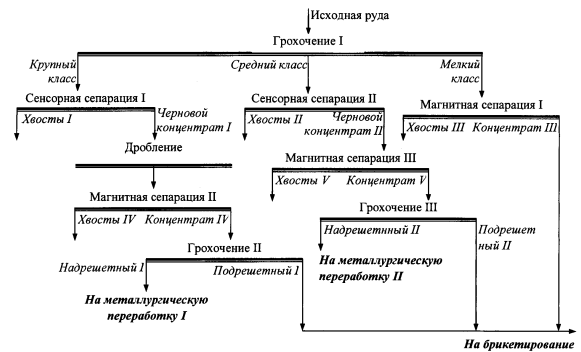 Исходная руда
Грохочение I
Крупный
класс
Средний класс
Мелкий
класс
Сенсорная сепарация I
Сенсорная сепарация II
Магнитная сепарация I
Хвосты I
Черновой
концентрат I
Хвосты II
Черновой
концентрат II
Хвосты III
Концентрат III
Дробление
Магнитная сепарация III
Хвосты V
Концентрат V
Магнитная сепарация II
Хвосты IV
Концентрат IV
Грохочение III
Надрешетнный II
Подрешет
ный II
Грохочение II
Надрешетный I
Подрешетный I
На металлургическую
переработку II
На металлургическую
переработку I
На брикетирование